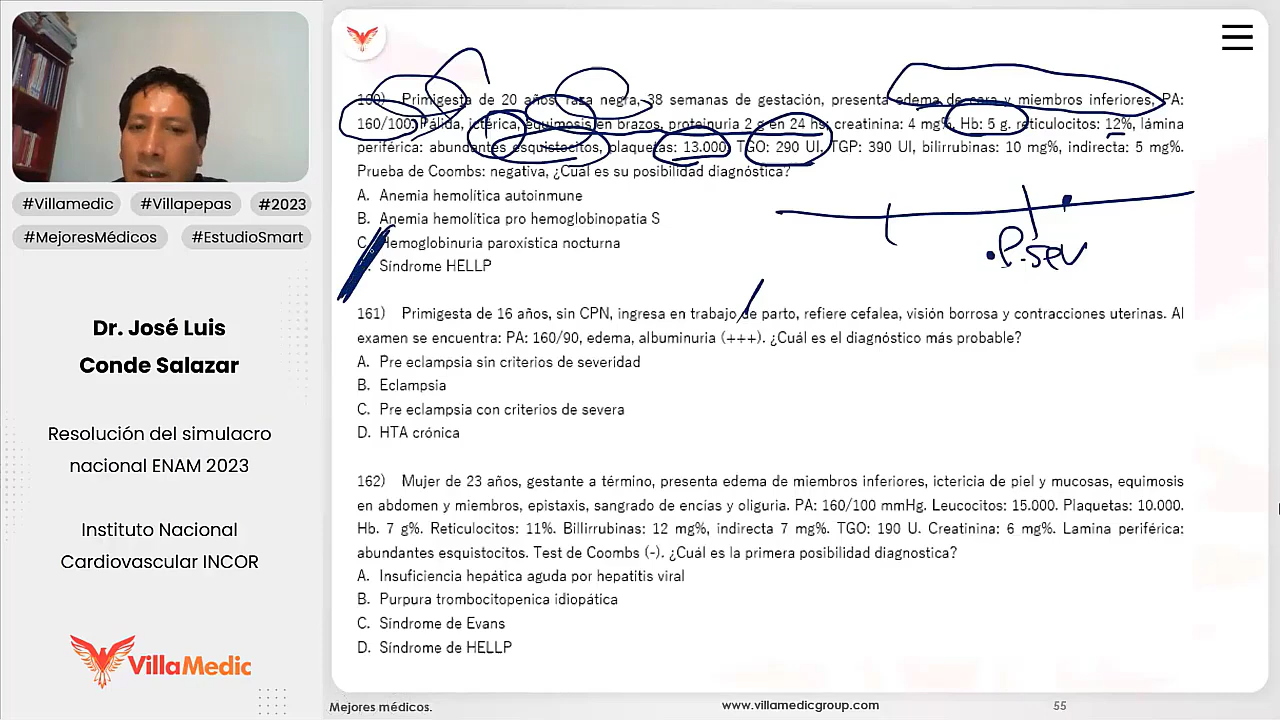 #Villamedic #Villapepas #2023
#MejoresMédicos #EstudioSmart
Dr. José Luis
Conde Salazar
Resolución del simulacro
nacional ENAM 2023
Instituto Nacional
Cardiovascular INCOR
VillaMedic
160) Primigesta de 20 años, raza negra, 38 semanas de gestación, presenta edema de cara y miembros inferiores, PA:
160/100, Pálida, ictérica, equimosis en brazos, proteinuria 2 g en 24 hs, creatinina: 4 mg%, Hb: 5 g. reticulocitos: 12%, lámina
periférica: abundantes esquistocitos, plaquetas: 13.000, TGO: 290 UI, TGP: 390 UI, bilirrubinas: 10 mg%, indirecta: 5 mg%.
Prueba de Coombs: negativa, ¿Cuál es su posibilidad diagnóstica?
A. Anemia hemolítica autoinmune
B. Anemia hemolítica pro hemoglobinopatía S
C. Hemoglobinuria paroxística nocturna
Síndrome HELLP
P. sev
161) Primigesta de 16 años, sin CPN, ingresa en trabajo de parto, refiere cefalea, visión borrosa y contracciones uterinas. Al
examen se encuentra: PA: 160/90, edema, albuminuria (+++). ¿Cuál es el diagnóstico más probable?
A. Pre eclampsia sin criterios de severidad
B. Eclampsia
C. Pre eclampsia con criterios de severa
D. HTA crónica
162) Mujer de 23 años, gestante a término, presenta edema de miembros inferiores, ictericia de piel y mucosas, equimosis
en abdomen y miembros, epistaxis, sangrado de encías y oliguria. PA: 160/100 mmHg. Leucocitos: 15.000. Plaquetas: 10.000.
Hb. 7 g%. Reticulocitos: 11%. Billirrubinas: 12 mg%, indirecta 7 mg%. TGO: 190 U. Creatinina: 6 mg%. Lamina periférica:
abundantes esquistocitos. Test de Coombs (-). ¿Cuál es la primera posibilidad diagnostica?
A. Insuficiencia hepática aguda por hepatitis viral
B. Purpura trombocitopenica idiopática
C. Síndrome de Evans
D. Síndrome de HELLP
Mejores médicos. www.villamedicgroup.com 55